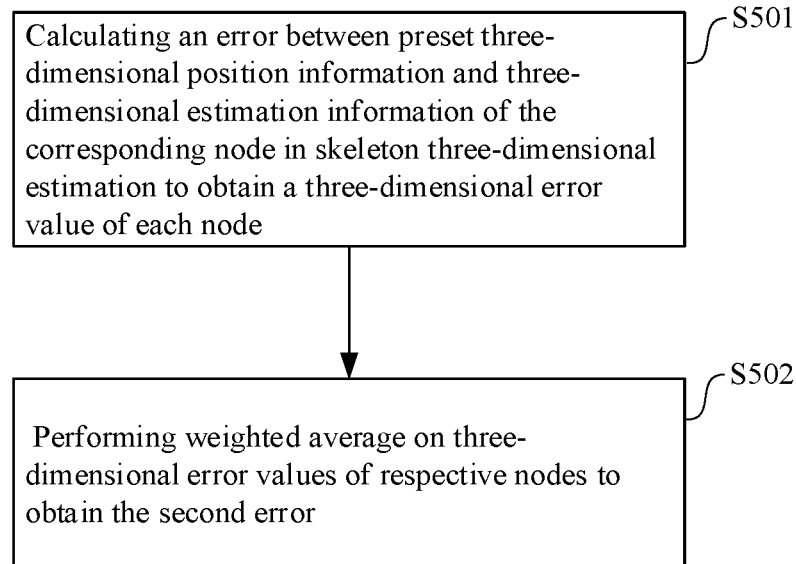 S501
Calculating an error between preset three-
dimensional position information and three-
dimensional estimation information of the
corresponding node in skeleton three-dimensional
estimation to obtain a three-dimensional error
value of each node
S502
Performing weighted average on three-
dimensional error values of respective nodes to
obtain the second error